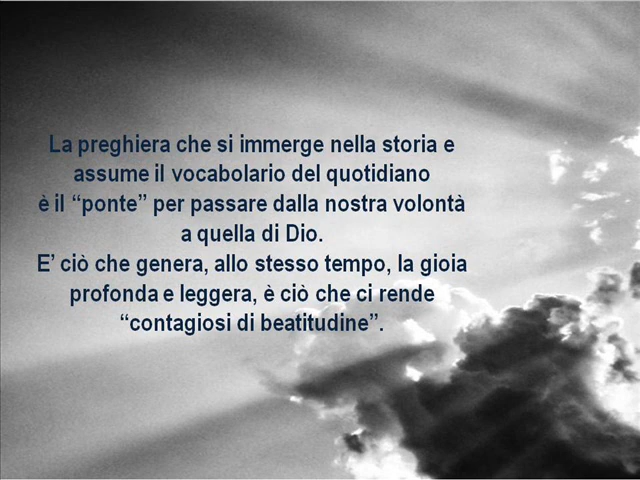 La preghiera che si immerge nella storia e
assume il vocabolario del quotidiano
è il “ponte” per passare dalla nostra volontà
a quella di Dio.
E’ ciò che genera, allo stesso tempo, la gioia
profonda e leggera, è ciò che ci rende
“contagiosi di beatitudine”.